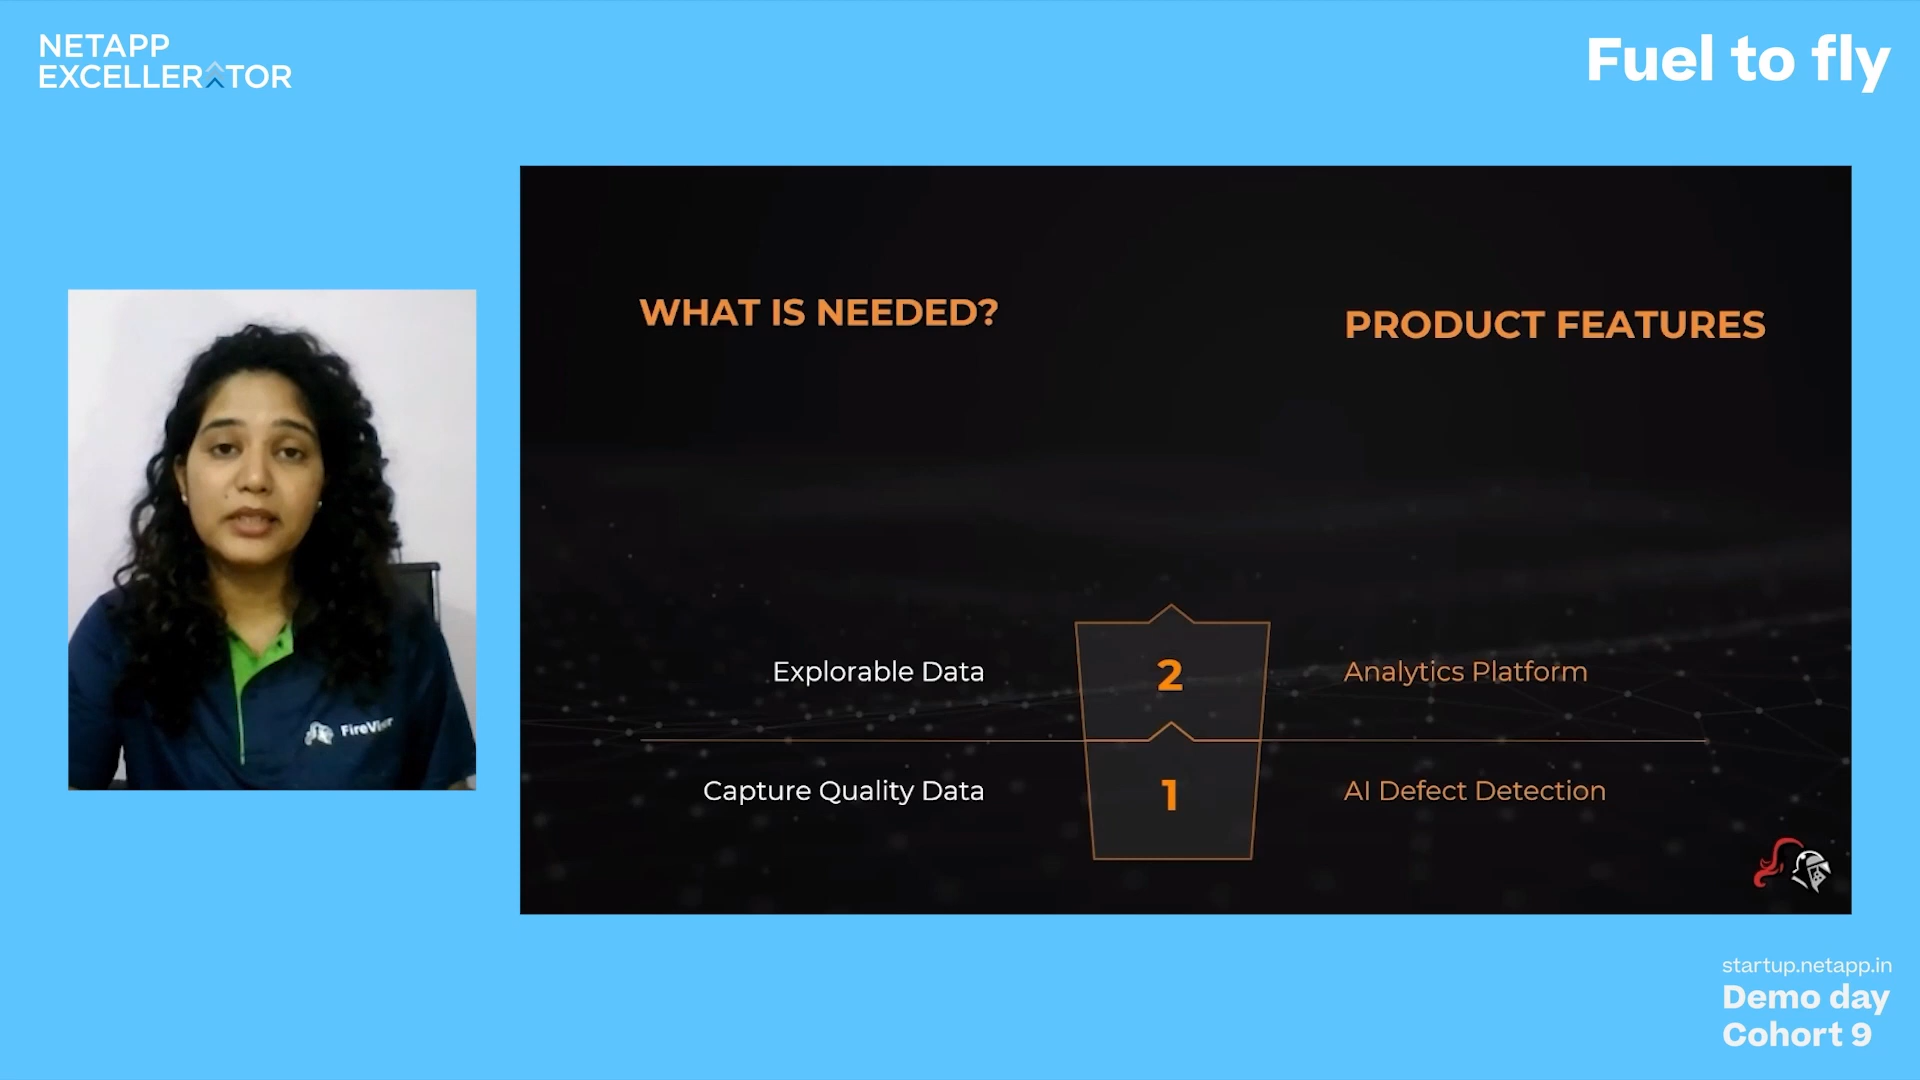 NETAPP
EXCELLERATOR
Fuel to fly
WHAT IS NEEDED?
PRODUCT FEATURES
Explorable Data
2
Analytics Platform
Capture Quality Data
1
AI Defect Detection
startup.netapp.in
Demo day
Cohort 9